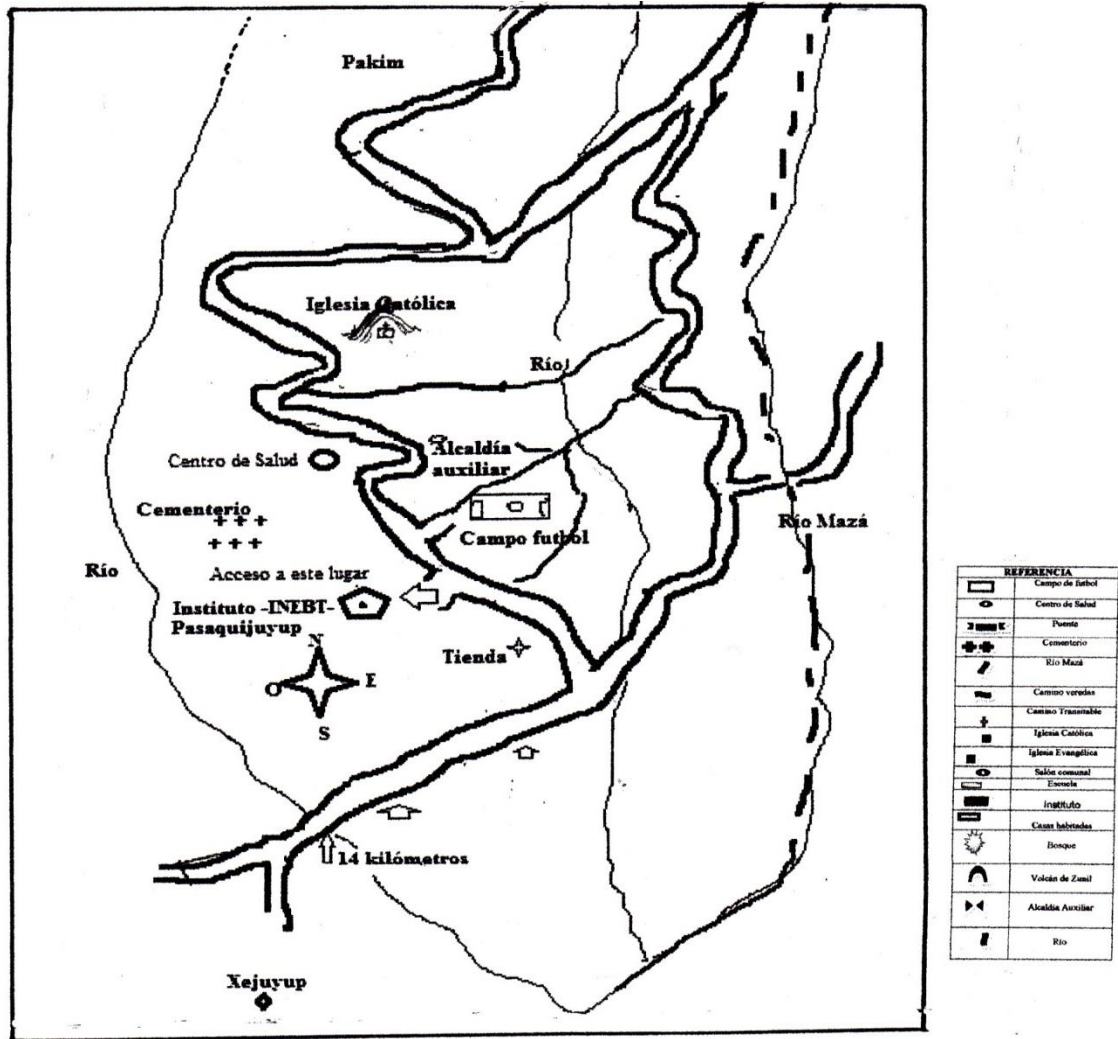 Pakim
Iglesia Católica
Río
Centro de Salud
Alcaldía
auxiliar
Cementerio
Campo futbol
Río Mazá
Río
Acceso a este lugar
Instituto -INEBT-
Pasaquijuyup
Tienda
N
O
E
S
14 kilómetros
Xejuyup
REFERENCIA
Campo de futbol
Centro de Salud
Puente
Cementerio
Río Mazá
Camino veredas
Camino Transitable
Iglesia Católica
Iglesia Evangélica
Salón comunal
Escuela
Instituto
Casas habitadas
Bosque
Volcán de Zunil
Alcaldía Auxiliar
Río